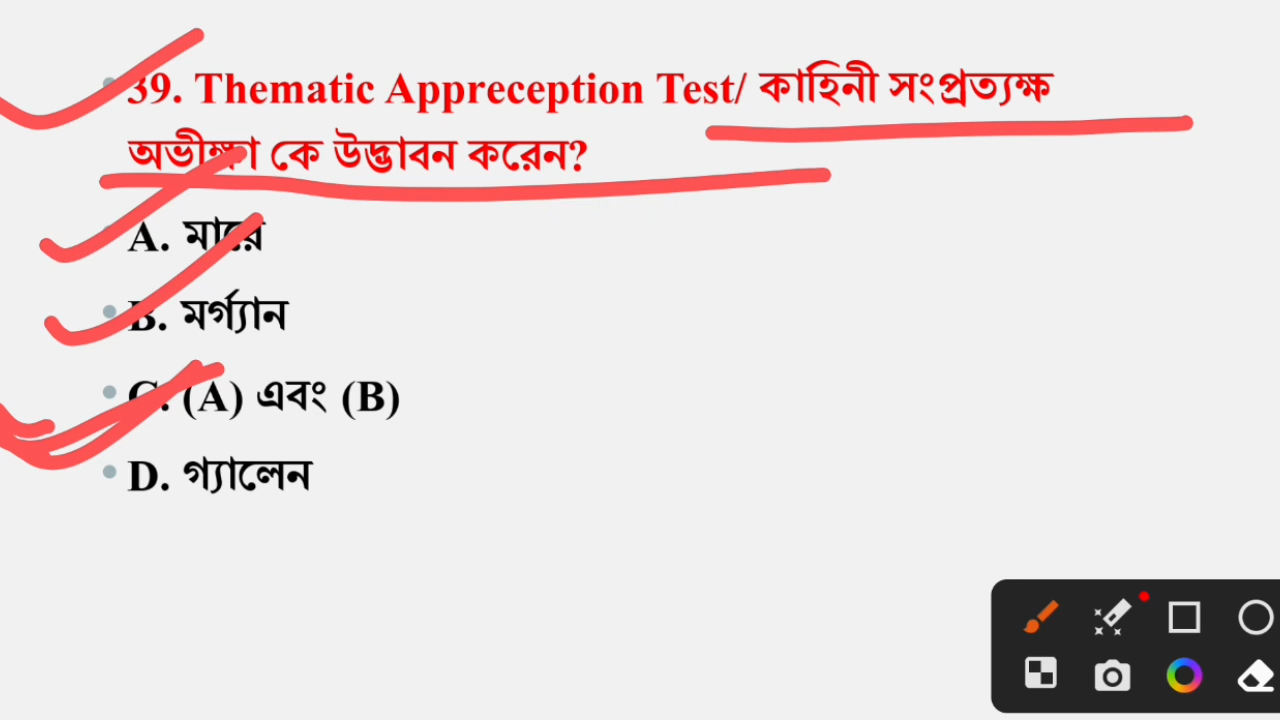 39. Thematic Appreception Test/ কাহিনী সংপ্রত্যক্ষ
অভীক্ষা কে উদ্ভাবন করেন?
A. মারে
B. মর্গ্যান
C. (A) এবং (B)
D. গ্যালেন